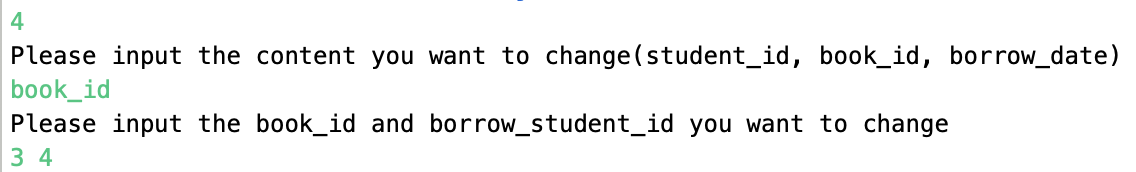 4
Please input the content you want to change(student_id, book_id, borrow_date)
book_id
Please input the book_id and borrow_student_id you want to change
3 4